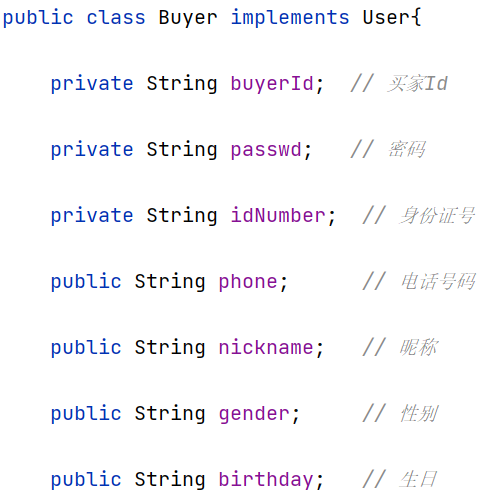 public class Buyer implements User{
private String buyerId;  // 买家Id
private String passwd;   // 密码
private String idNumber;  // 身份证号
public String phone;      // 电话号码
public String nickname;   // 昵称
public String gender;     // 性别
public String birthday;   // 生日